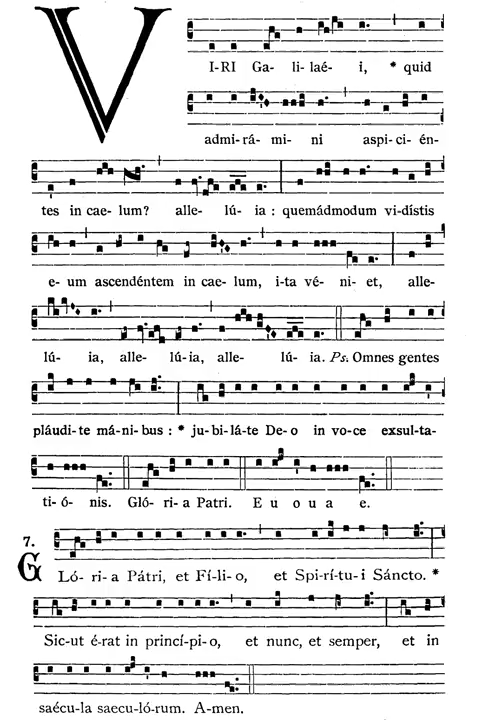 VI-RI Ga- li- laé- i, * quid
admi-rá- mi- ni aspi-ci-én-
tes in cae- lum? alle- lú- ia : quemádmodum vi-dístis
e- um ascendéntem in cae- lum, i-ta vé- ni- et, alle-
lú- ia, alle- lú-ia, alle- lú- ia. Ps. Omnes gentes
pláudi-te má-ni-bus : * ju-bi-lá-te De-o in vo-ce exsul-ta-
ti-ó- nis. Gló- ri-a Patri. E u o u a e.
7.
GLó- ri- a Pátri, et Fí-li-o, et Spi-rí-tu-i Sáncto. *
Sic-ut é-rat in princí-pi-o, et nunc, et semper, et in
saécu-la saecu-ló-rum. A-men.